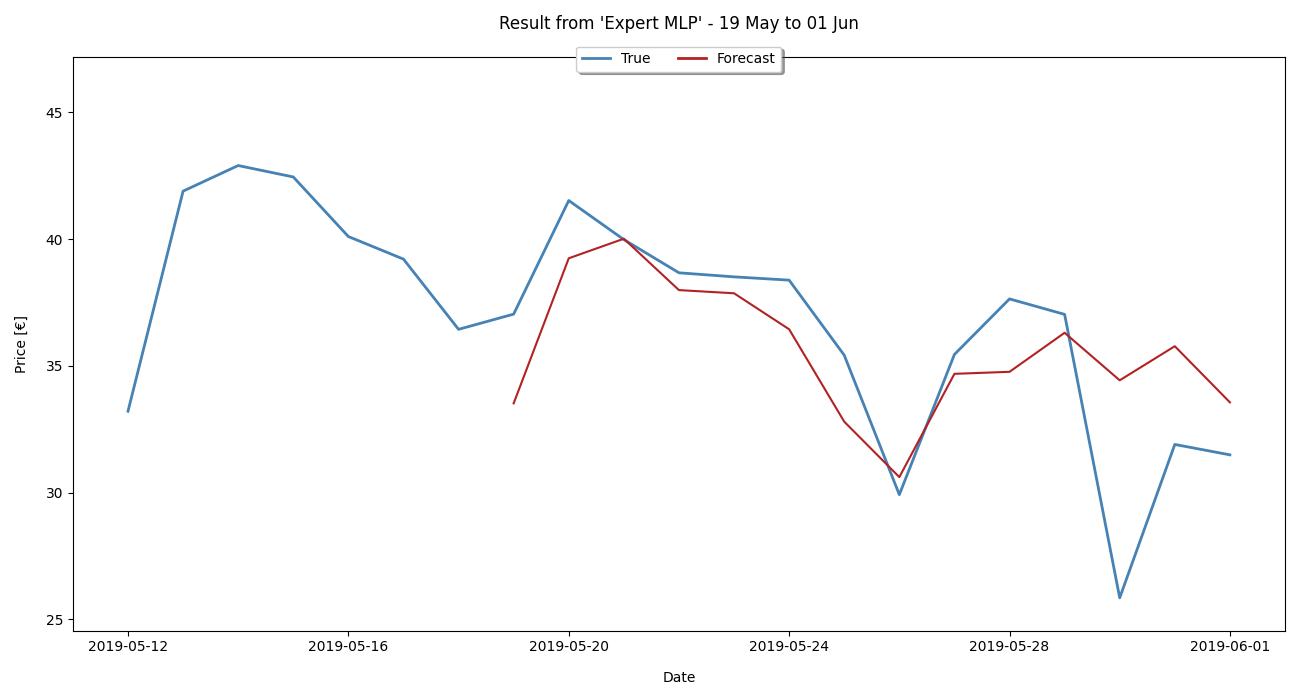 Result from 'Expert MLP' - 19 May to 01 Jun
True Forecast
45
40
35
30
25
Price [€]
2019-05-12 2019-05-16 2019-05-20 2019-05-24 2019-05-28 2019-06-01
Date